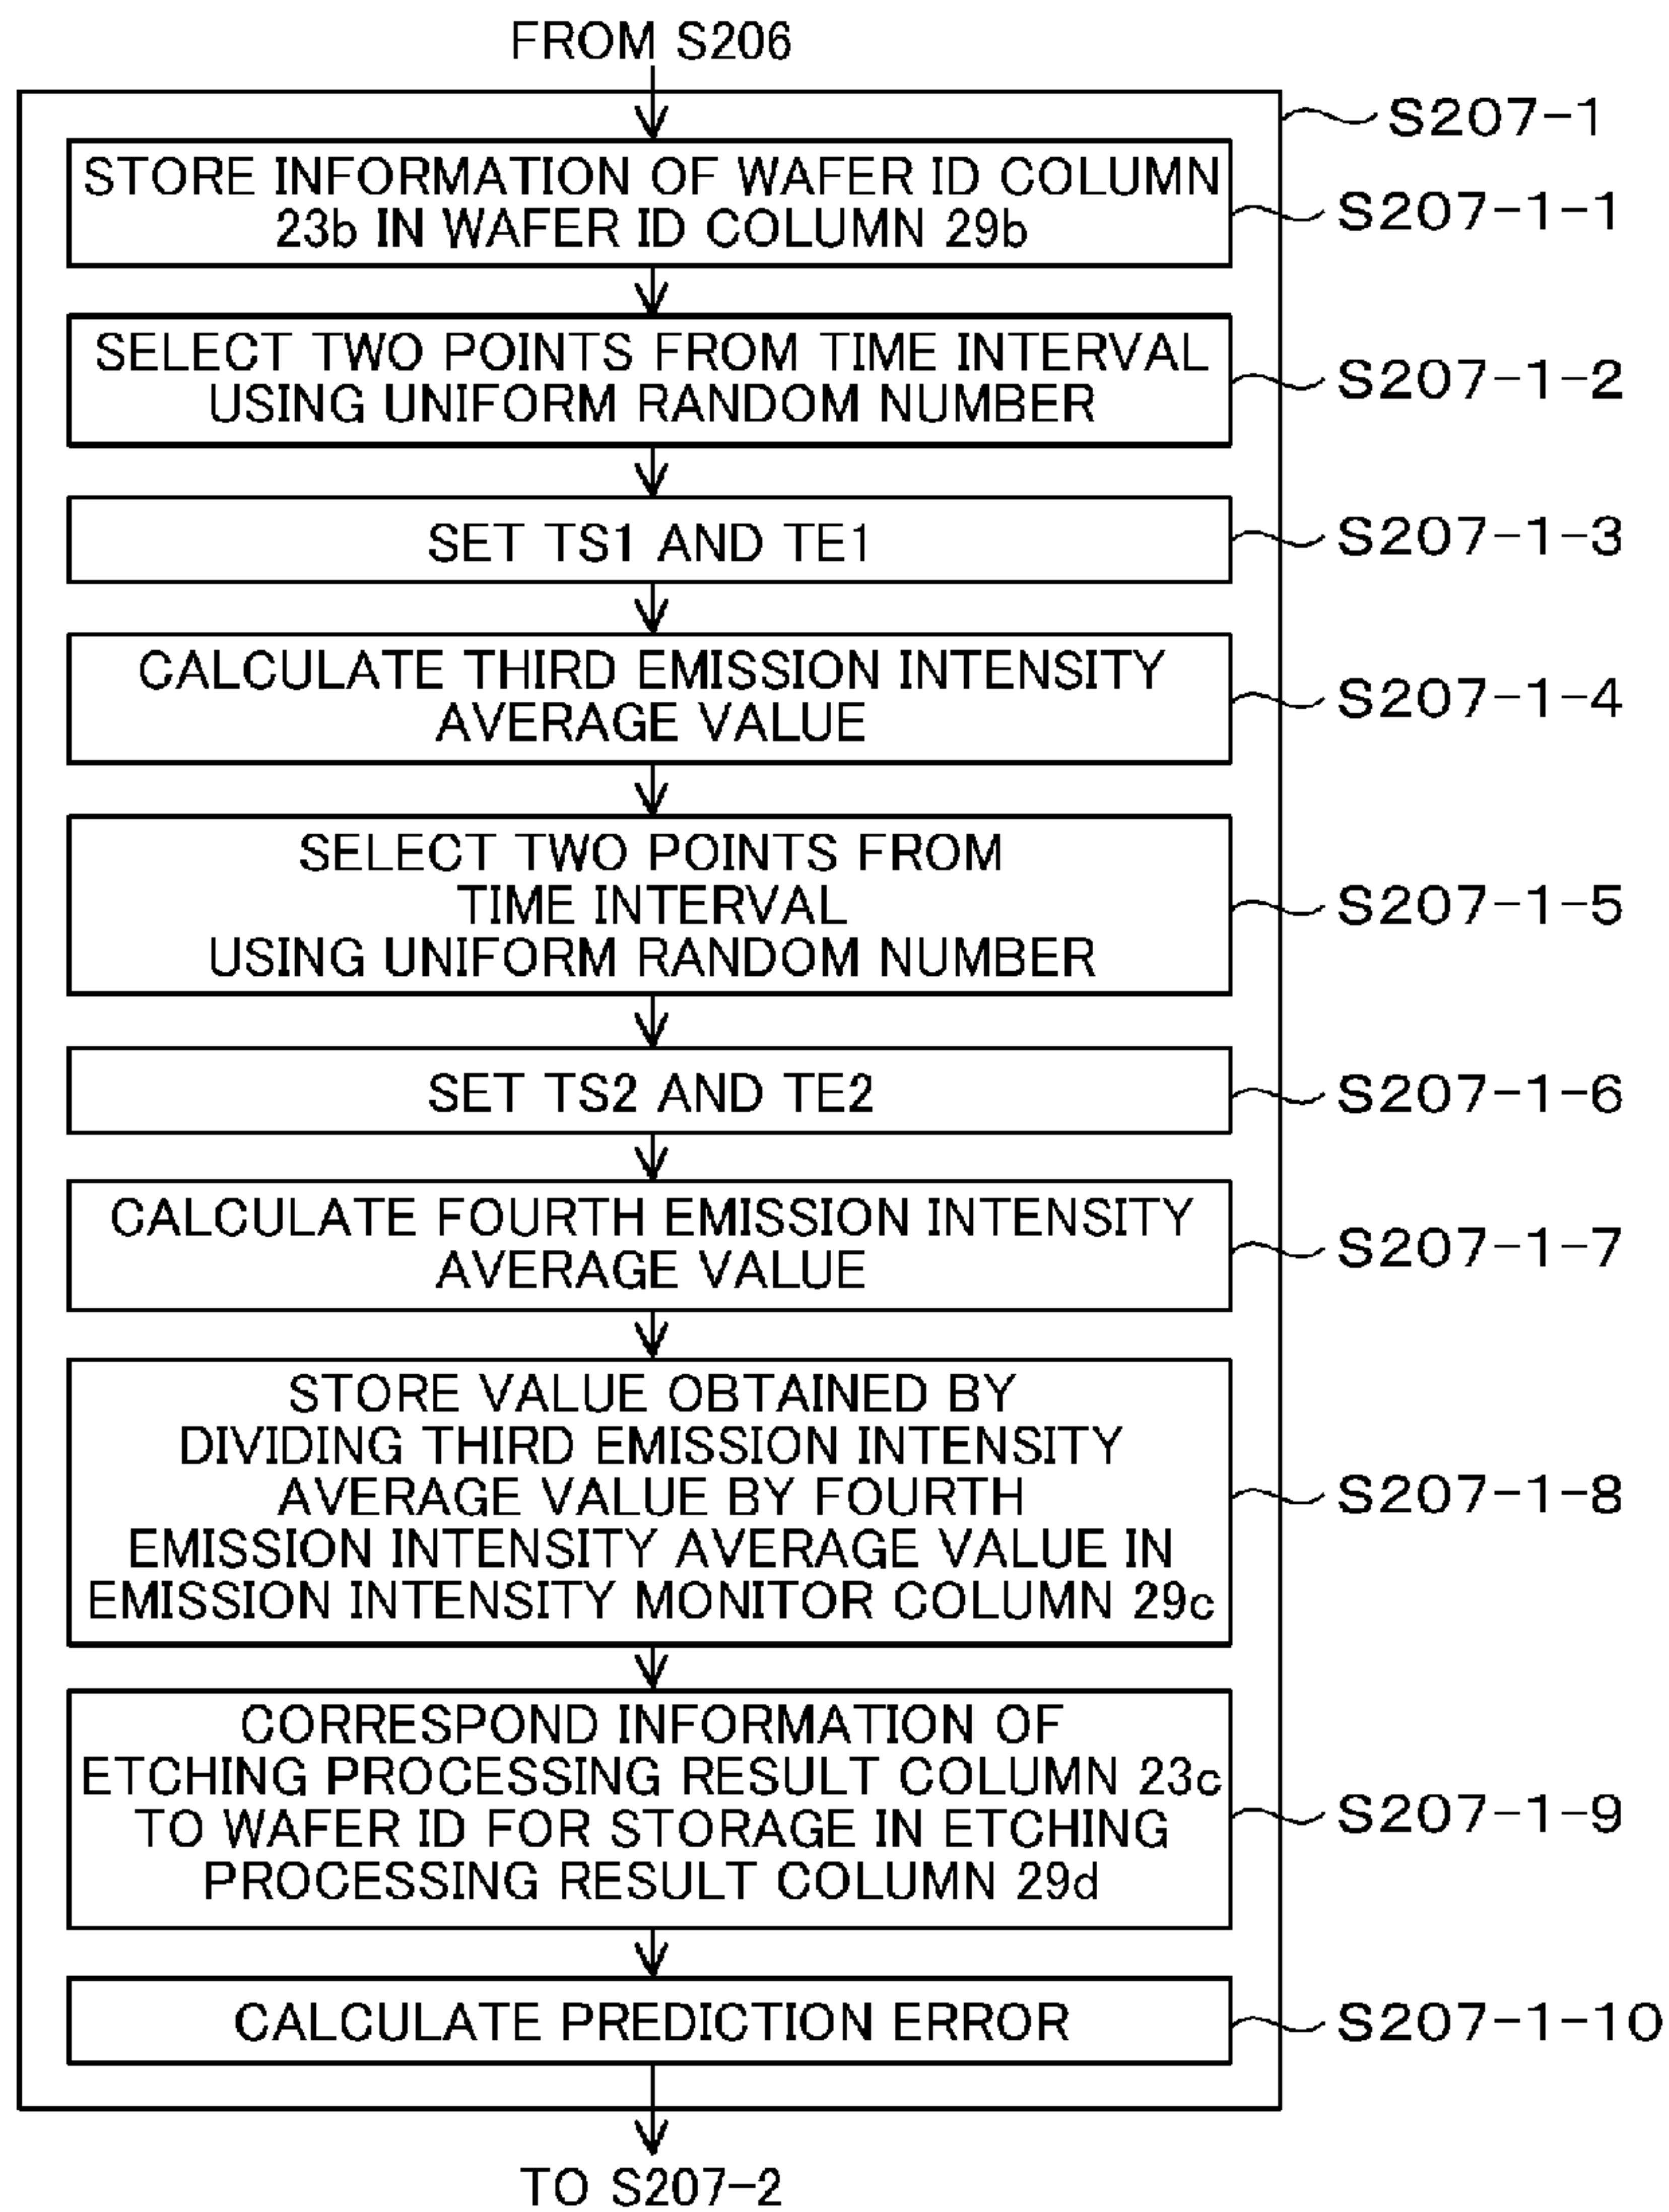 FROM S206
S207-1
STORE INFORMATION OF WAFER ID COLUMN
23b IN WAFER ID COLUMN 29b
S207-1-1
SELECT TWO POINTS FROM TIME INTERVAL
USING UNIFORM RANDOM NUMBER
S207-1-2
SET TS1 AND TE1
S207-1-3
CALCULATE THIRD EMISSION INTENSITY
AVERAGE VALUE
S207-1-4
SELECT TWO POINTS FROM
TIME INTERVAL
USING UNIFORM RANDOM NUMBER
S207-1-5
SET TS2 AND TE2
S207-1-6
CALCULATE FOURTH EMISSION INTENSITY
AVERAGE VALUE
S207-1-7
STORE VALUE OBTAINED BY
DIVIDING THIRD EMISSION INTENSITY
AVERAGE VALUE BY FOURTH
EMISSION INTENSITY AVERAGE VALUE IN
EMISSION INTENSITY MONITOR COLUMN 29c
S207-1-8
CORRESPOND INFORMATION OF
ETCHING PROCESSING RESULT COLUMN 23c
TO WAFER ID FOR STORAGE IN ETCHING
PROCESSING RESULT COLUMN 29d
S207-1-9
CALCULATE PREDICTION ERROR
S207-1-10
TO S207-2